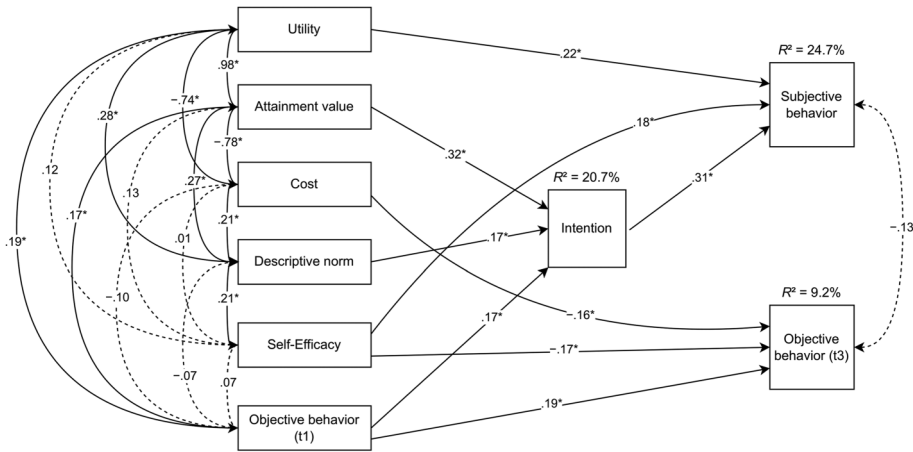 Utility
R² = 24.7%
.22*
.98*
Subjective
behavior
−.74*
Attainment value
.28*
.18*
−.78*
.32*
.12
R² = 20.7%
.27*
Cost
.31*
.13
.17*
.21*
Intention
−.13
.19*
.01
.17*
Descriptive norm
R² = 9.2%
−.10
.21*
.17*
−.16*
Self-Efficacy
Objective
behavior (t3)
−.17*
−.07
.07
.19*
Objective behavior
(t1)